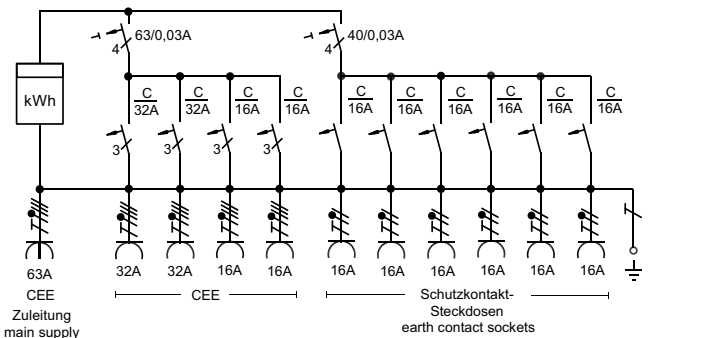 63/0,03A
40/0,03A
4
4
kWh
C
32A
C
32A
C
16A
C
16A
C
16A
C
16A
C
16A
C
16A
C
16A
C
16A
3
3
3
3
63A
32A
32A
16A
16A
16A
16A
16A
16A
16A
16A
CEE
CEE
Zuleitung
main supply
Schutzkontakt-
Steckdosen
earth contact sockets